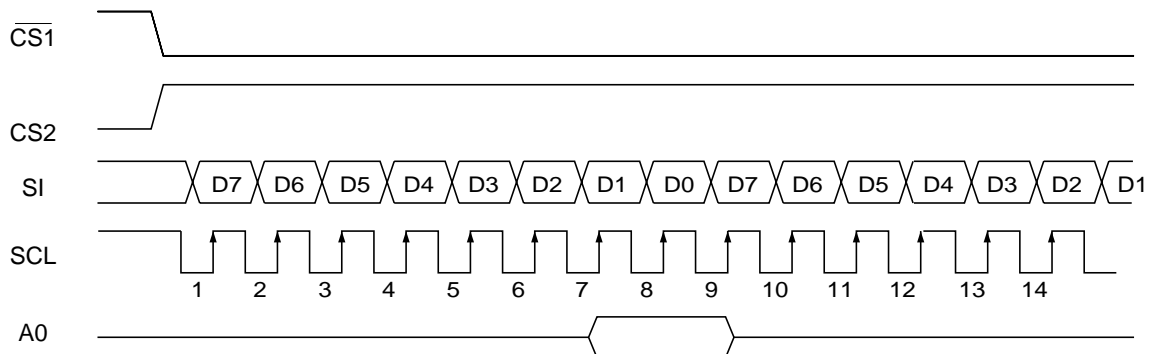 CS1
CS2
SI D7 D6 D5 D4 D3 D2 D1 D0 D7 D6 D5 D4 D3 D2 D1
SCL
1 2 3 4 5 6 7 8 9 10 11 12 13 14
A0